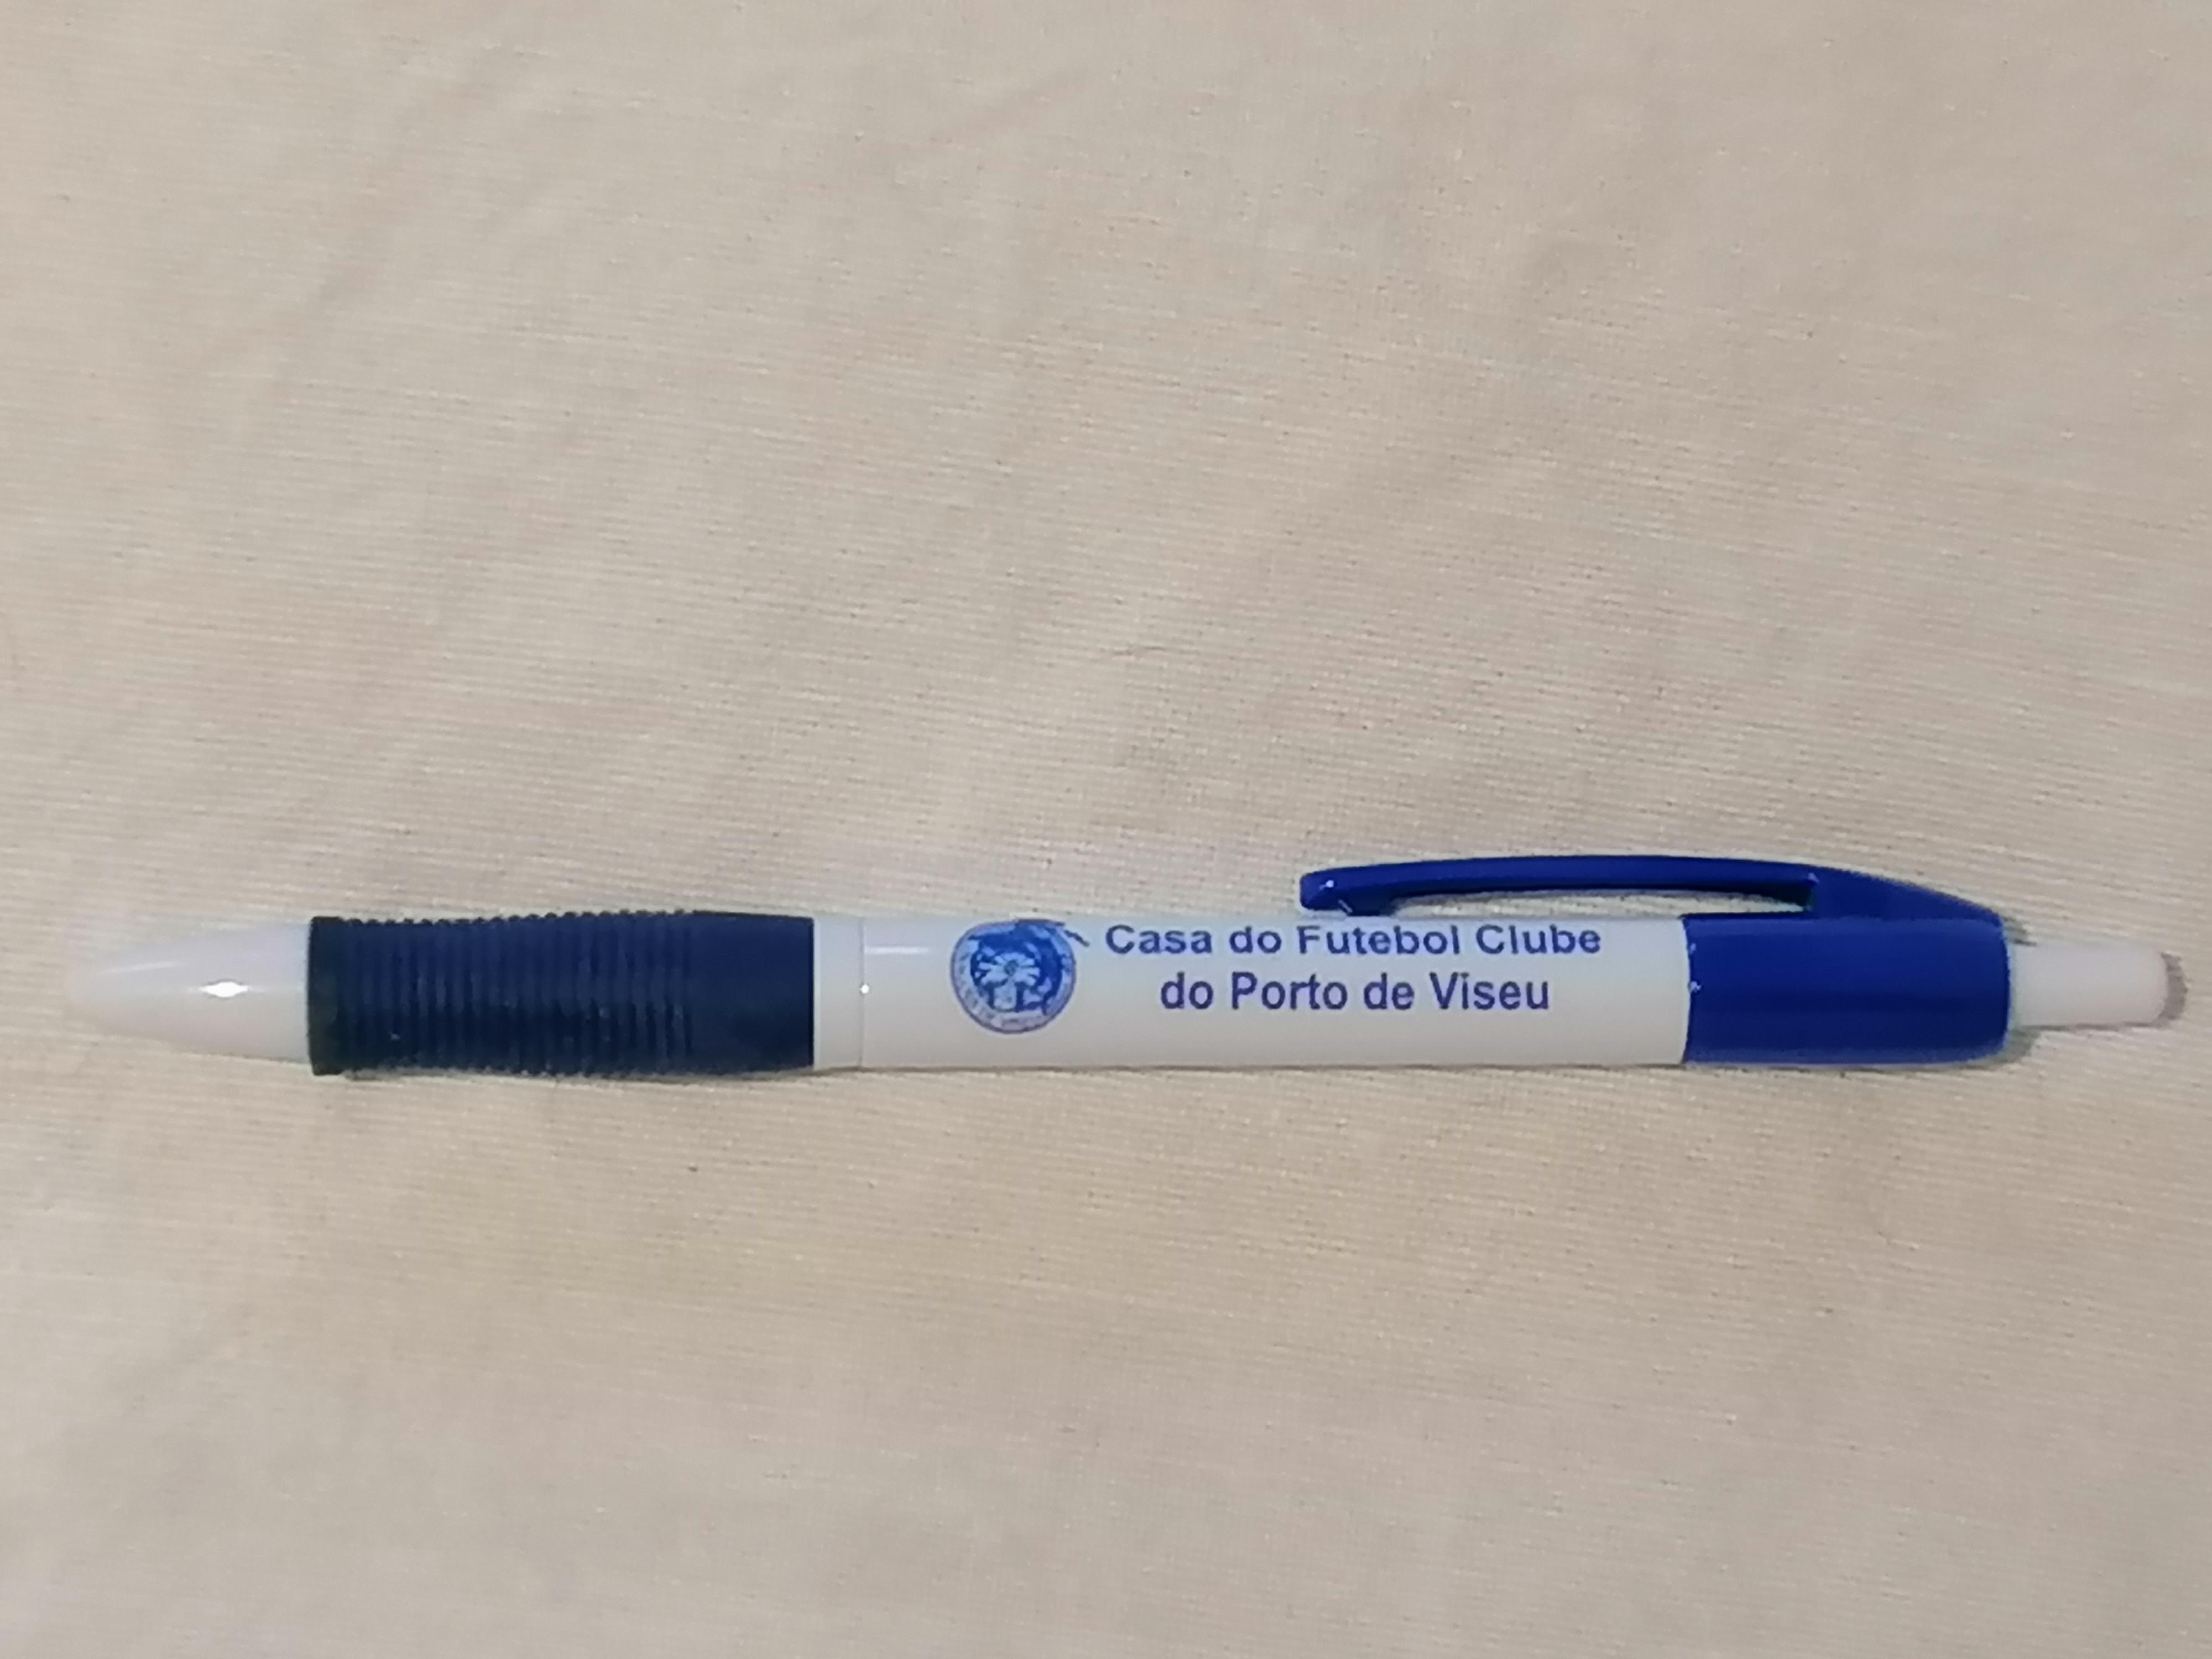 Casa do Futebol Clube
do Porto de Viseu